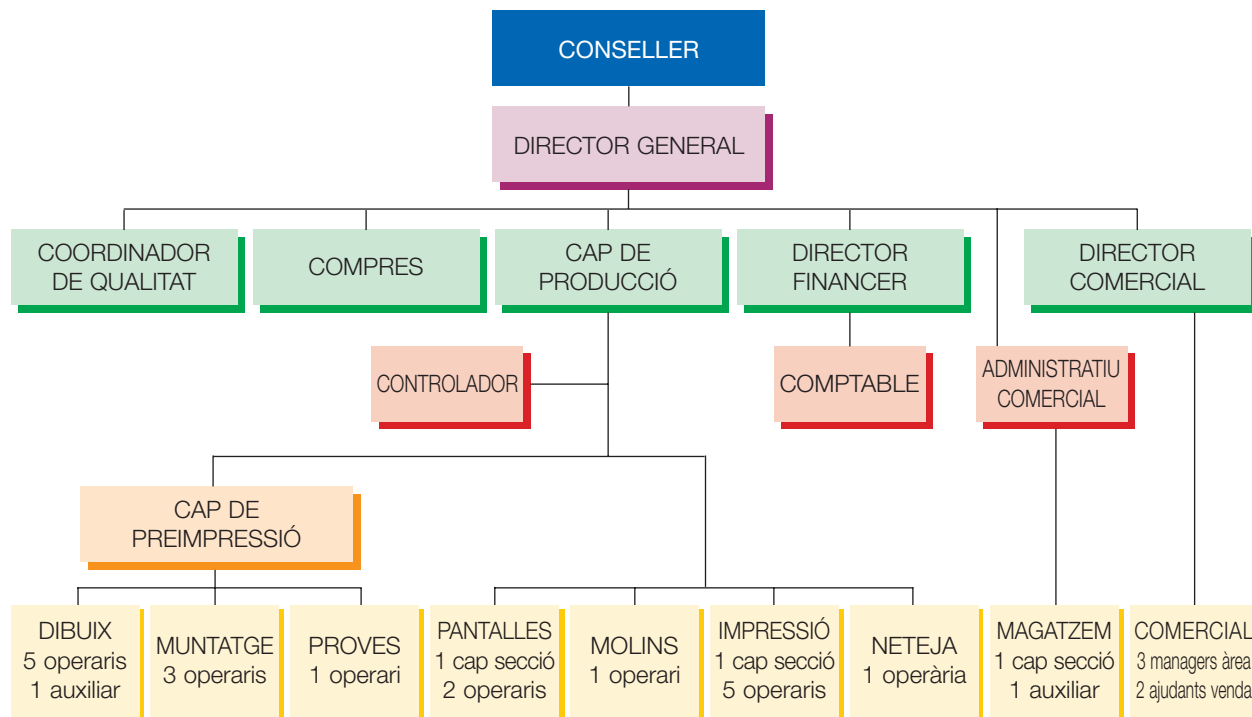 CONSELLER
DIRECTOR GENERAL
COORDINADOR
DE QUALITAT
COMPRES
CAP DE
PRODUCCIÓ
DIRECTOR
FINANCER
DIRECTOR
COMERCIAL
CONTROLADOR
COMPTABLE
ADMINISTRATIU
COMERCIAL
CAP DE
PREIMPRESSIÓ
DIBUIX
5 operaris
1 auxiliar
MUNTATGE
3 operaris
PROVES
1 operari
PANTALLES
1 cap secció
2 operaris
MOLINS
1 operari
IMPRESSIÓ
1 cap secció
5 operaris
NETEJA
1 operària
MAGATZEM
1 cap secció
1 auxiliar
COMERCIAL
3 managers àrea
2 ajudants venda